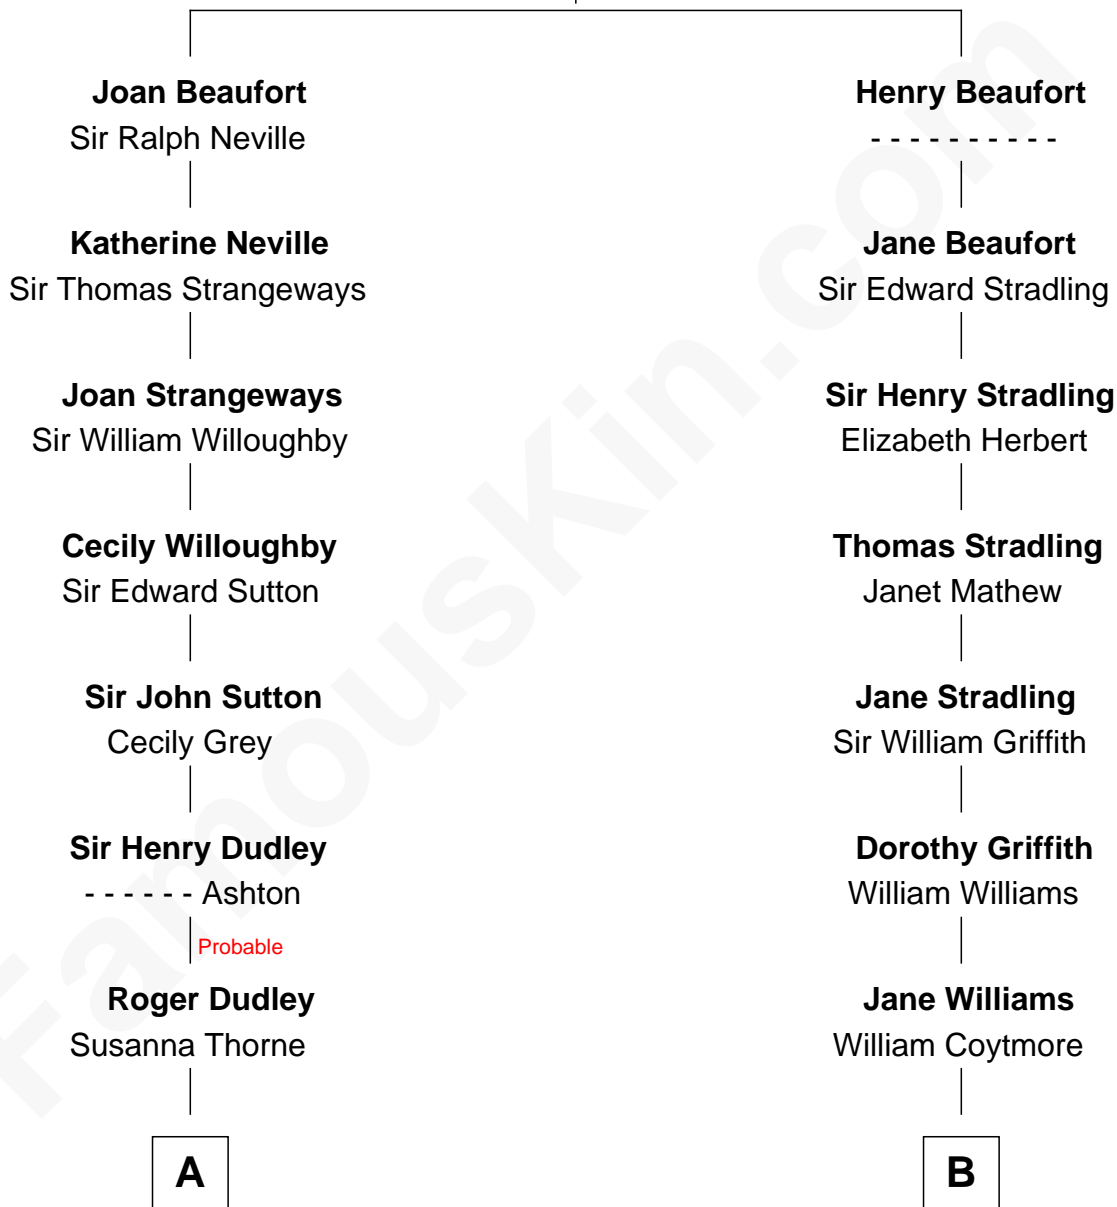 Joan Beaufort
Sir Ralph Neville
Katherine Neville
Sir Thomas Strangeways
Joan Strangeways
Sir William Willoughby
Cecily Willoughby
Sir Edward Sutton
Sir John Sutton
Cecily Grey
Sir Henry Dudley
- - - - - - Ashton
Probable
Roger Dudley
Susanna Thorne
A
Henry Beaufort
- - - - - - - - - -
Jane Beaufort
Sir Edward Stradling
Sir Henry Stradling
Elizabeth Herbert
Thomas Stradling
Janet Mathew
Jane Stradling
Sir William Griffith
Dorothy Griffith
William Williams
Jane Williams
William Coytmore
B
FamousKin.com